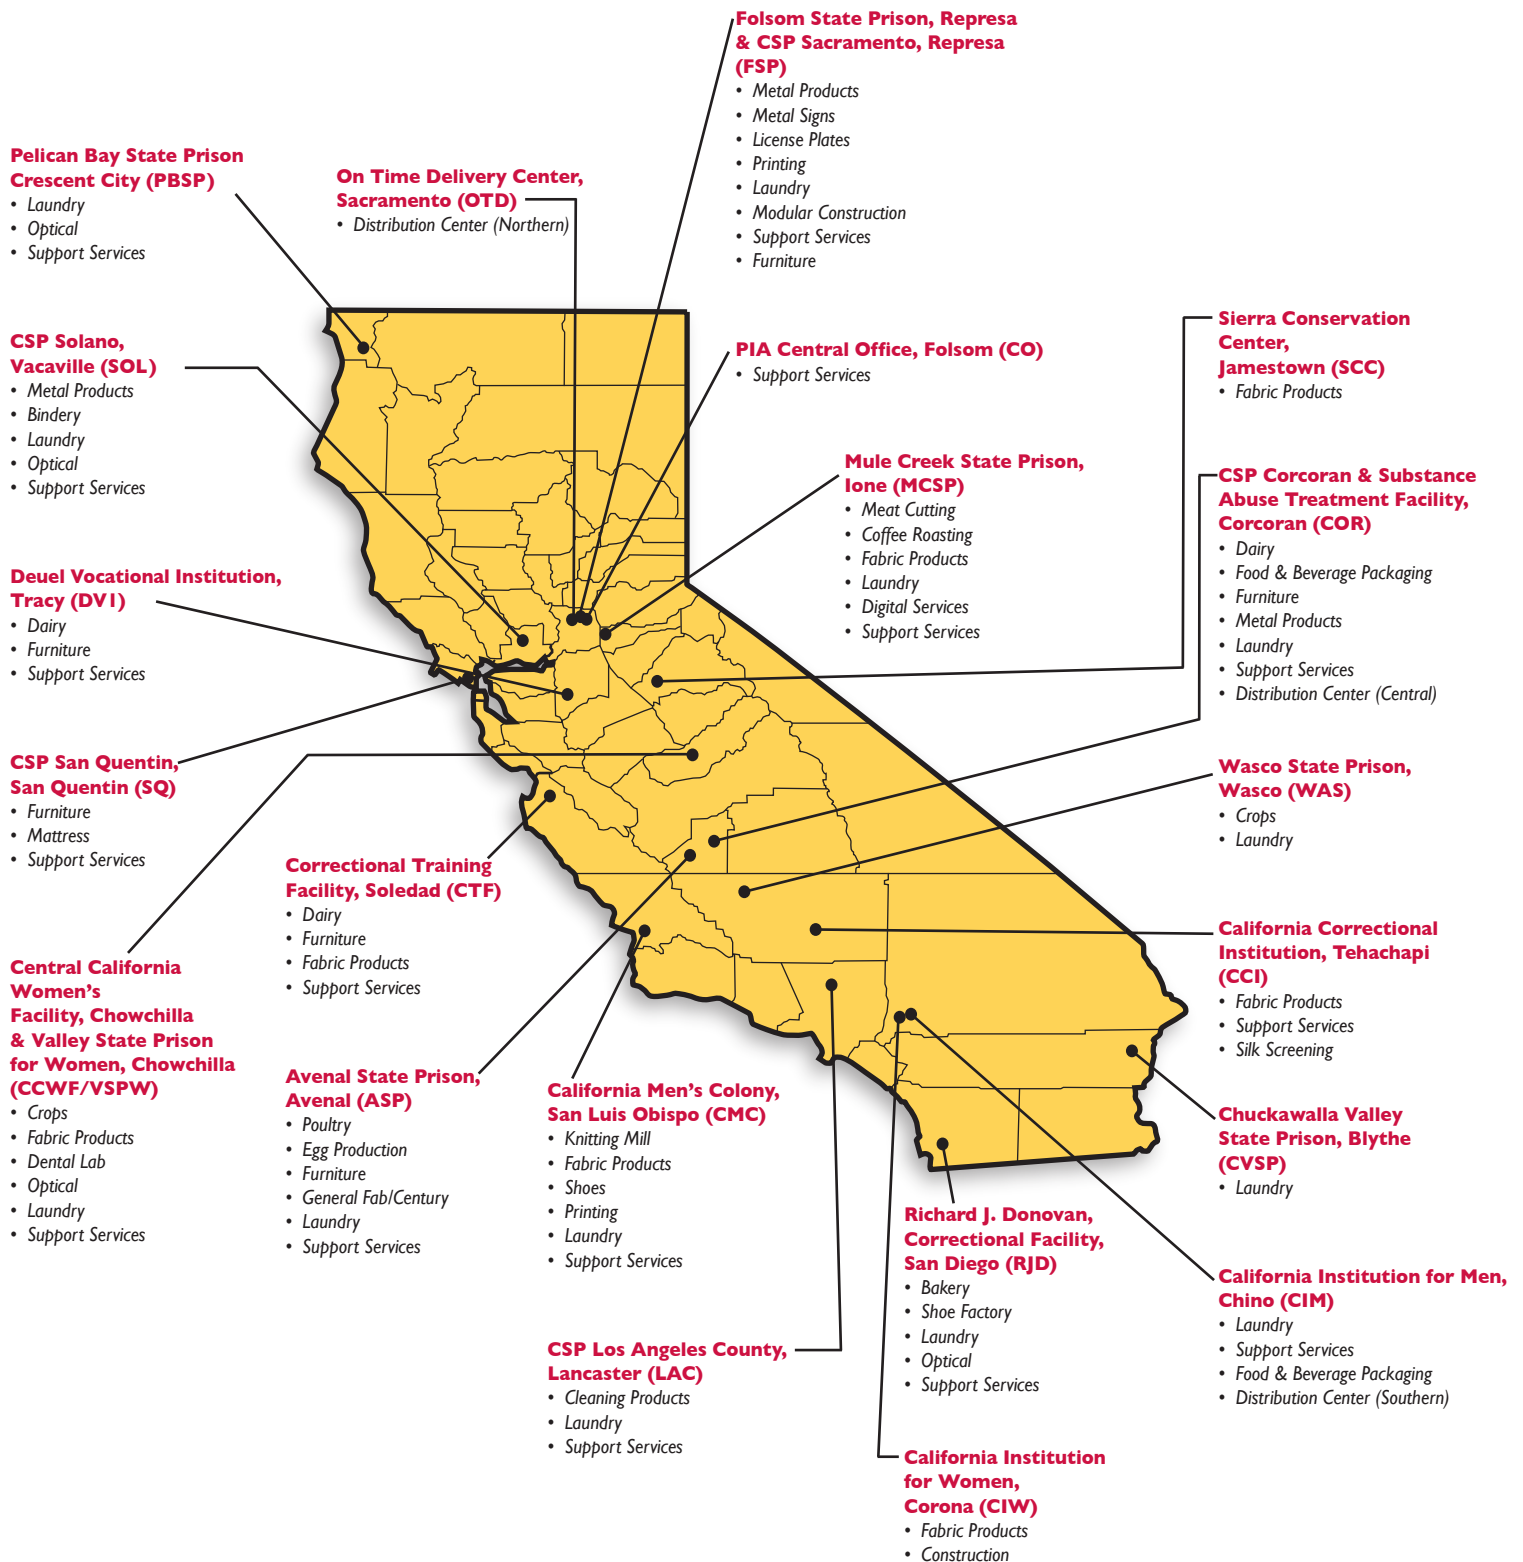 Folsom State Prison, Represa
& CSP Sacramento, Represa
(FSP)
• Metal Products
• Metal Signs
• License Plates
• Printing
• Laundry
• Modular Construction
• Support Services
• Furniture
Pelican Bay State Prison
Crescent City (PBSP)
• Laundry
• Optical
• Support Services
On Time Delivery Center,
Sacramento (OTD)
• Distribution Center (Northern)
CSP Solano,
Vacaville (SOL)
• Metal Products
• Bindery
• Laundry
• Optical
• Support Services
PIA Central Office, Folsom (CO)
• Support Services
Sierra Conservation
Center,
Jamestown (SCC)
• Fabric Products
Mule Creek State Prison,
Ione (MCSP)
• Meat Cutting
• Coffee Roasting
• Fabric Products
• Laundry
• Digital Services
• Support Services
CSP Corcoran & Substance
Abuse Treatment Facility,
Corcoran (COR)
• Dairy
• Food & Beverage Packaging
• Furniture
• Metal Products
• Laundry
• Support Services
• Distribution Center (Central)
Deuel Vocational Institution,
Tracy (DV1)
• Dairy
• Furniture
• Support Services
CSP San Quentin,
San Quentin (SQ)
• Furniture
• Mattress
• Support Services
Wasco State Prison,
Wasco (WAS)
• Crops
• Laundry
Correctional Training
Facility, Soledad (CTF)
• Dairy
• Furniture
• Fabric Products
• Support Services
California Correctional
Institution, Tehachapi
(CCI)
• Fabric Products
• Support Services
• Silk Screening
Central California
Women's
Facility, Chowchilla
& Valley State Prison
for Women, Chowchilla
(CCWF/VSPW)
• Crops
• Fabric Products
• Dental Lab
• Optical
• Laundry
• Support Services
Avenal State Prison,
Avenal (ASP)
• Poultry
• Egg Production
• Furniture
• General Fab/Century
• Laundry
• Support Services
California Men's Colony,
San Luis Obispo (CMC)
• Knitting Mill
• Fabric Products
• Shoes
• Printing
• Laundry
• Support Services
Chuckawalla Valley
State Prison, Blythe
(CVSP)
• Laundry
Richard J. Donovan,
Correctional Facility,
San Diego (RJD)
• Bakery
• Shoe Factory
• Laundry
• Optical
• Support Services
California Institution for Men,
Chino (CIM)
• Laundry
• Support Services
• Food & Beverage Packaging
• Distribution Center (Southern)
CSP Los Angeles County,
Lancaster (LAC)
• Cleaning Products
• Laundry
• Support Services
California Institution
for Women,
Corona (CIW)
• Fabric Products
• Construction